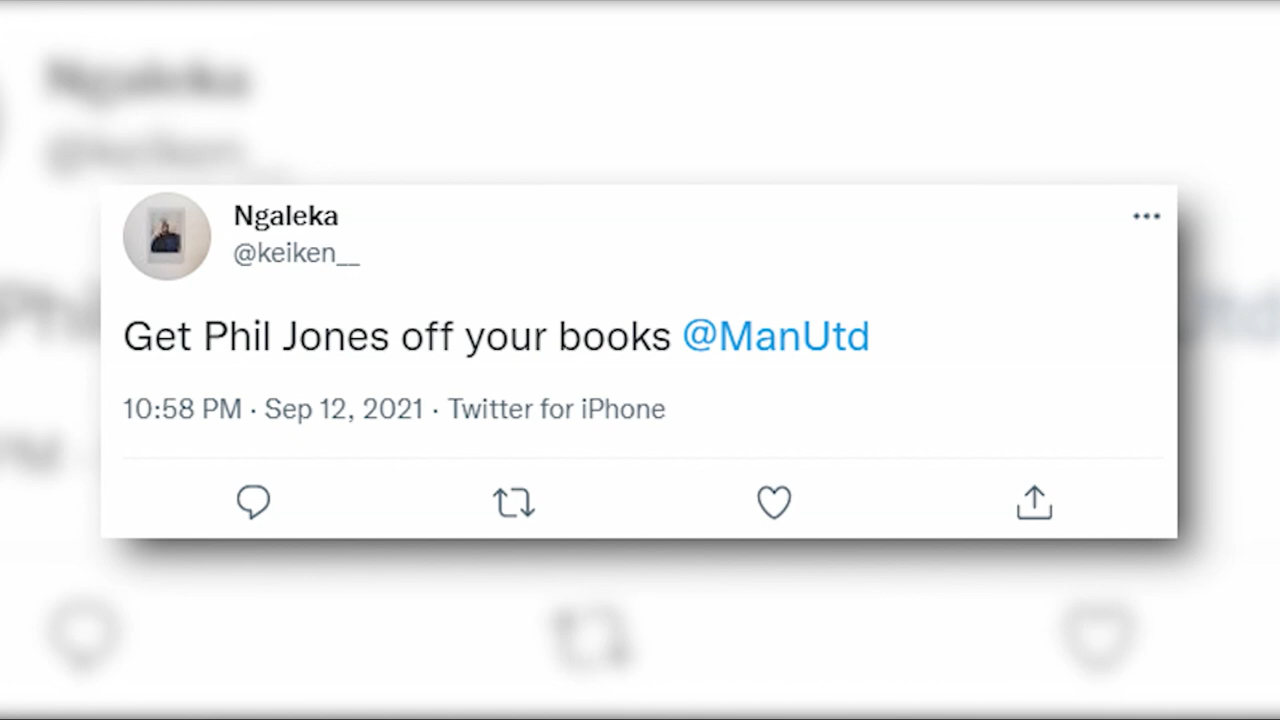 Ngaleka
@keiken__
Get Phil Jones off your books @ManUtd
10:58 PM · Sep 12, 2021 · Twitter for iPhone